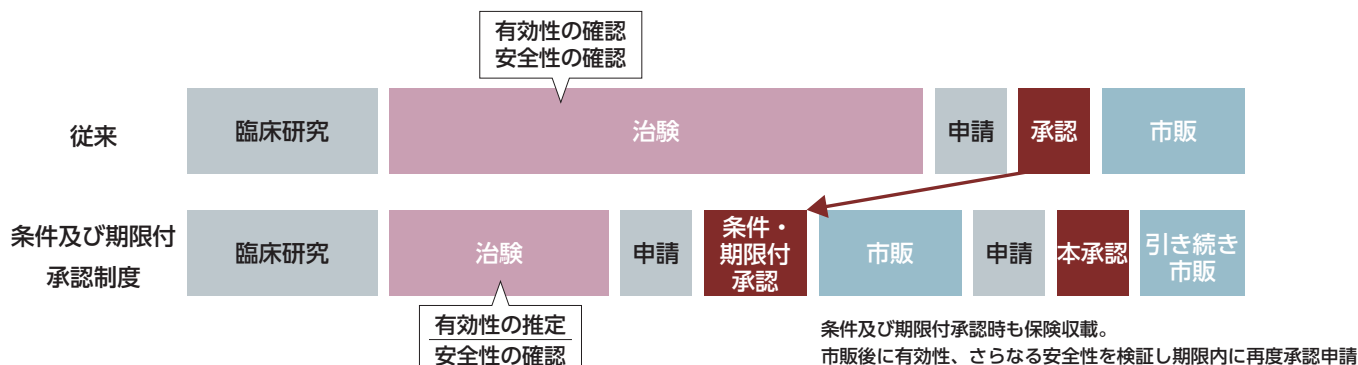 有効性の確認
安全性の確認
従来
臨床研究
治験
申請
承認
市販
条件及び期限付
承認制度
臨床研究
治験
申請
条件・
期限付
承認
市販
申請
本承認
引き続き
市販
有効性の推定
安全性の確認
条件及び期限付承認時も保険収載。
市販後に有効性、さらなる安全性を検証し期限内に再度承認申請